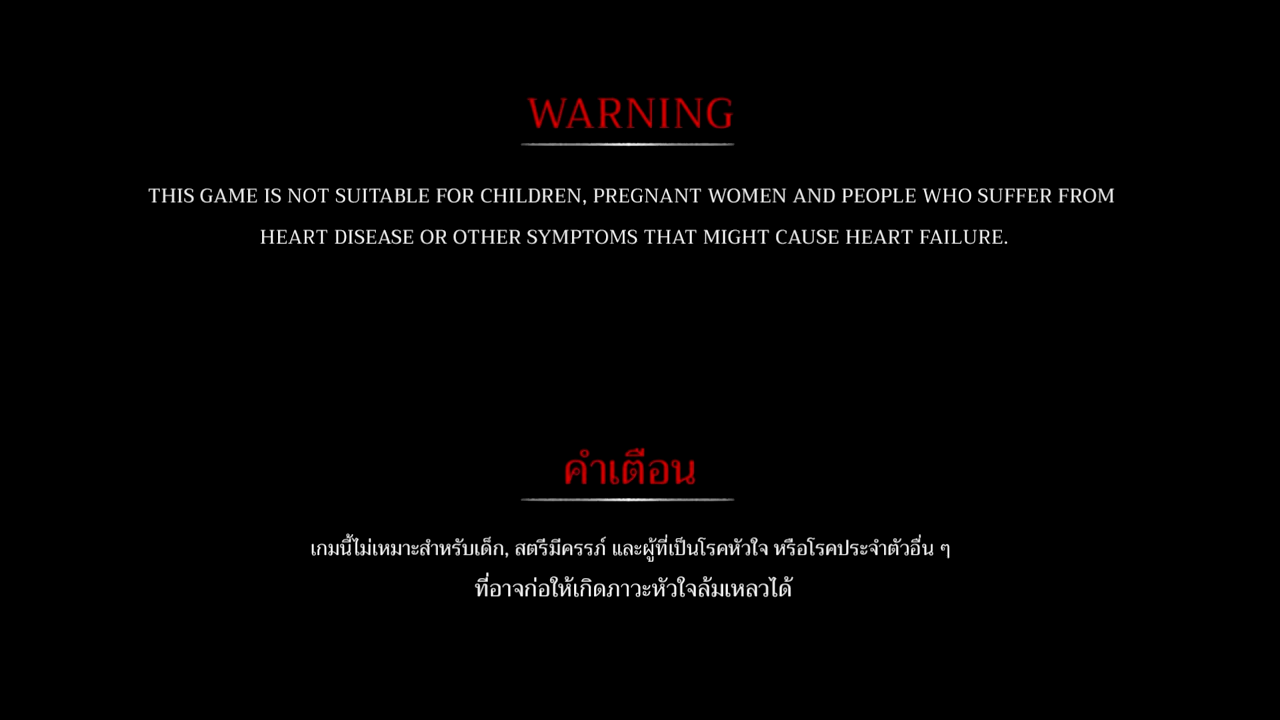 WARNING
THIS GAME IS NOT SUITABLE FOR CHILDREN, PREGNANT WOMEN AND PEOPLE WHO SUFFER FROM
HEART DISEASE OR OTHER SYMPTOMS THAT MIGHT CAUSE HEART FAILURE.
คำเตือน
เกมนี้ไม่เหมาะสำหรับเด็ก, สตรีมีครรภ์ และผู้ที่เป็นโรคหัวใจ หรือโรคประจำตัวอื่น ๆ
ที่อาจก่อให้เกิดภาวะหัวใจล้มเหลวได้